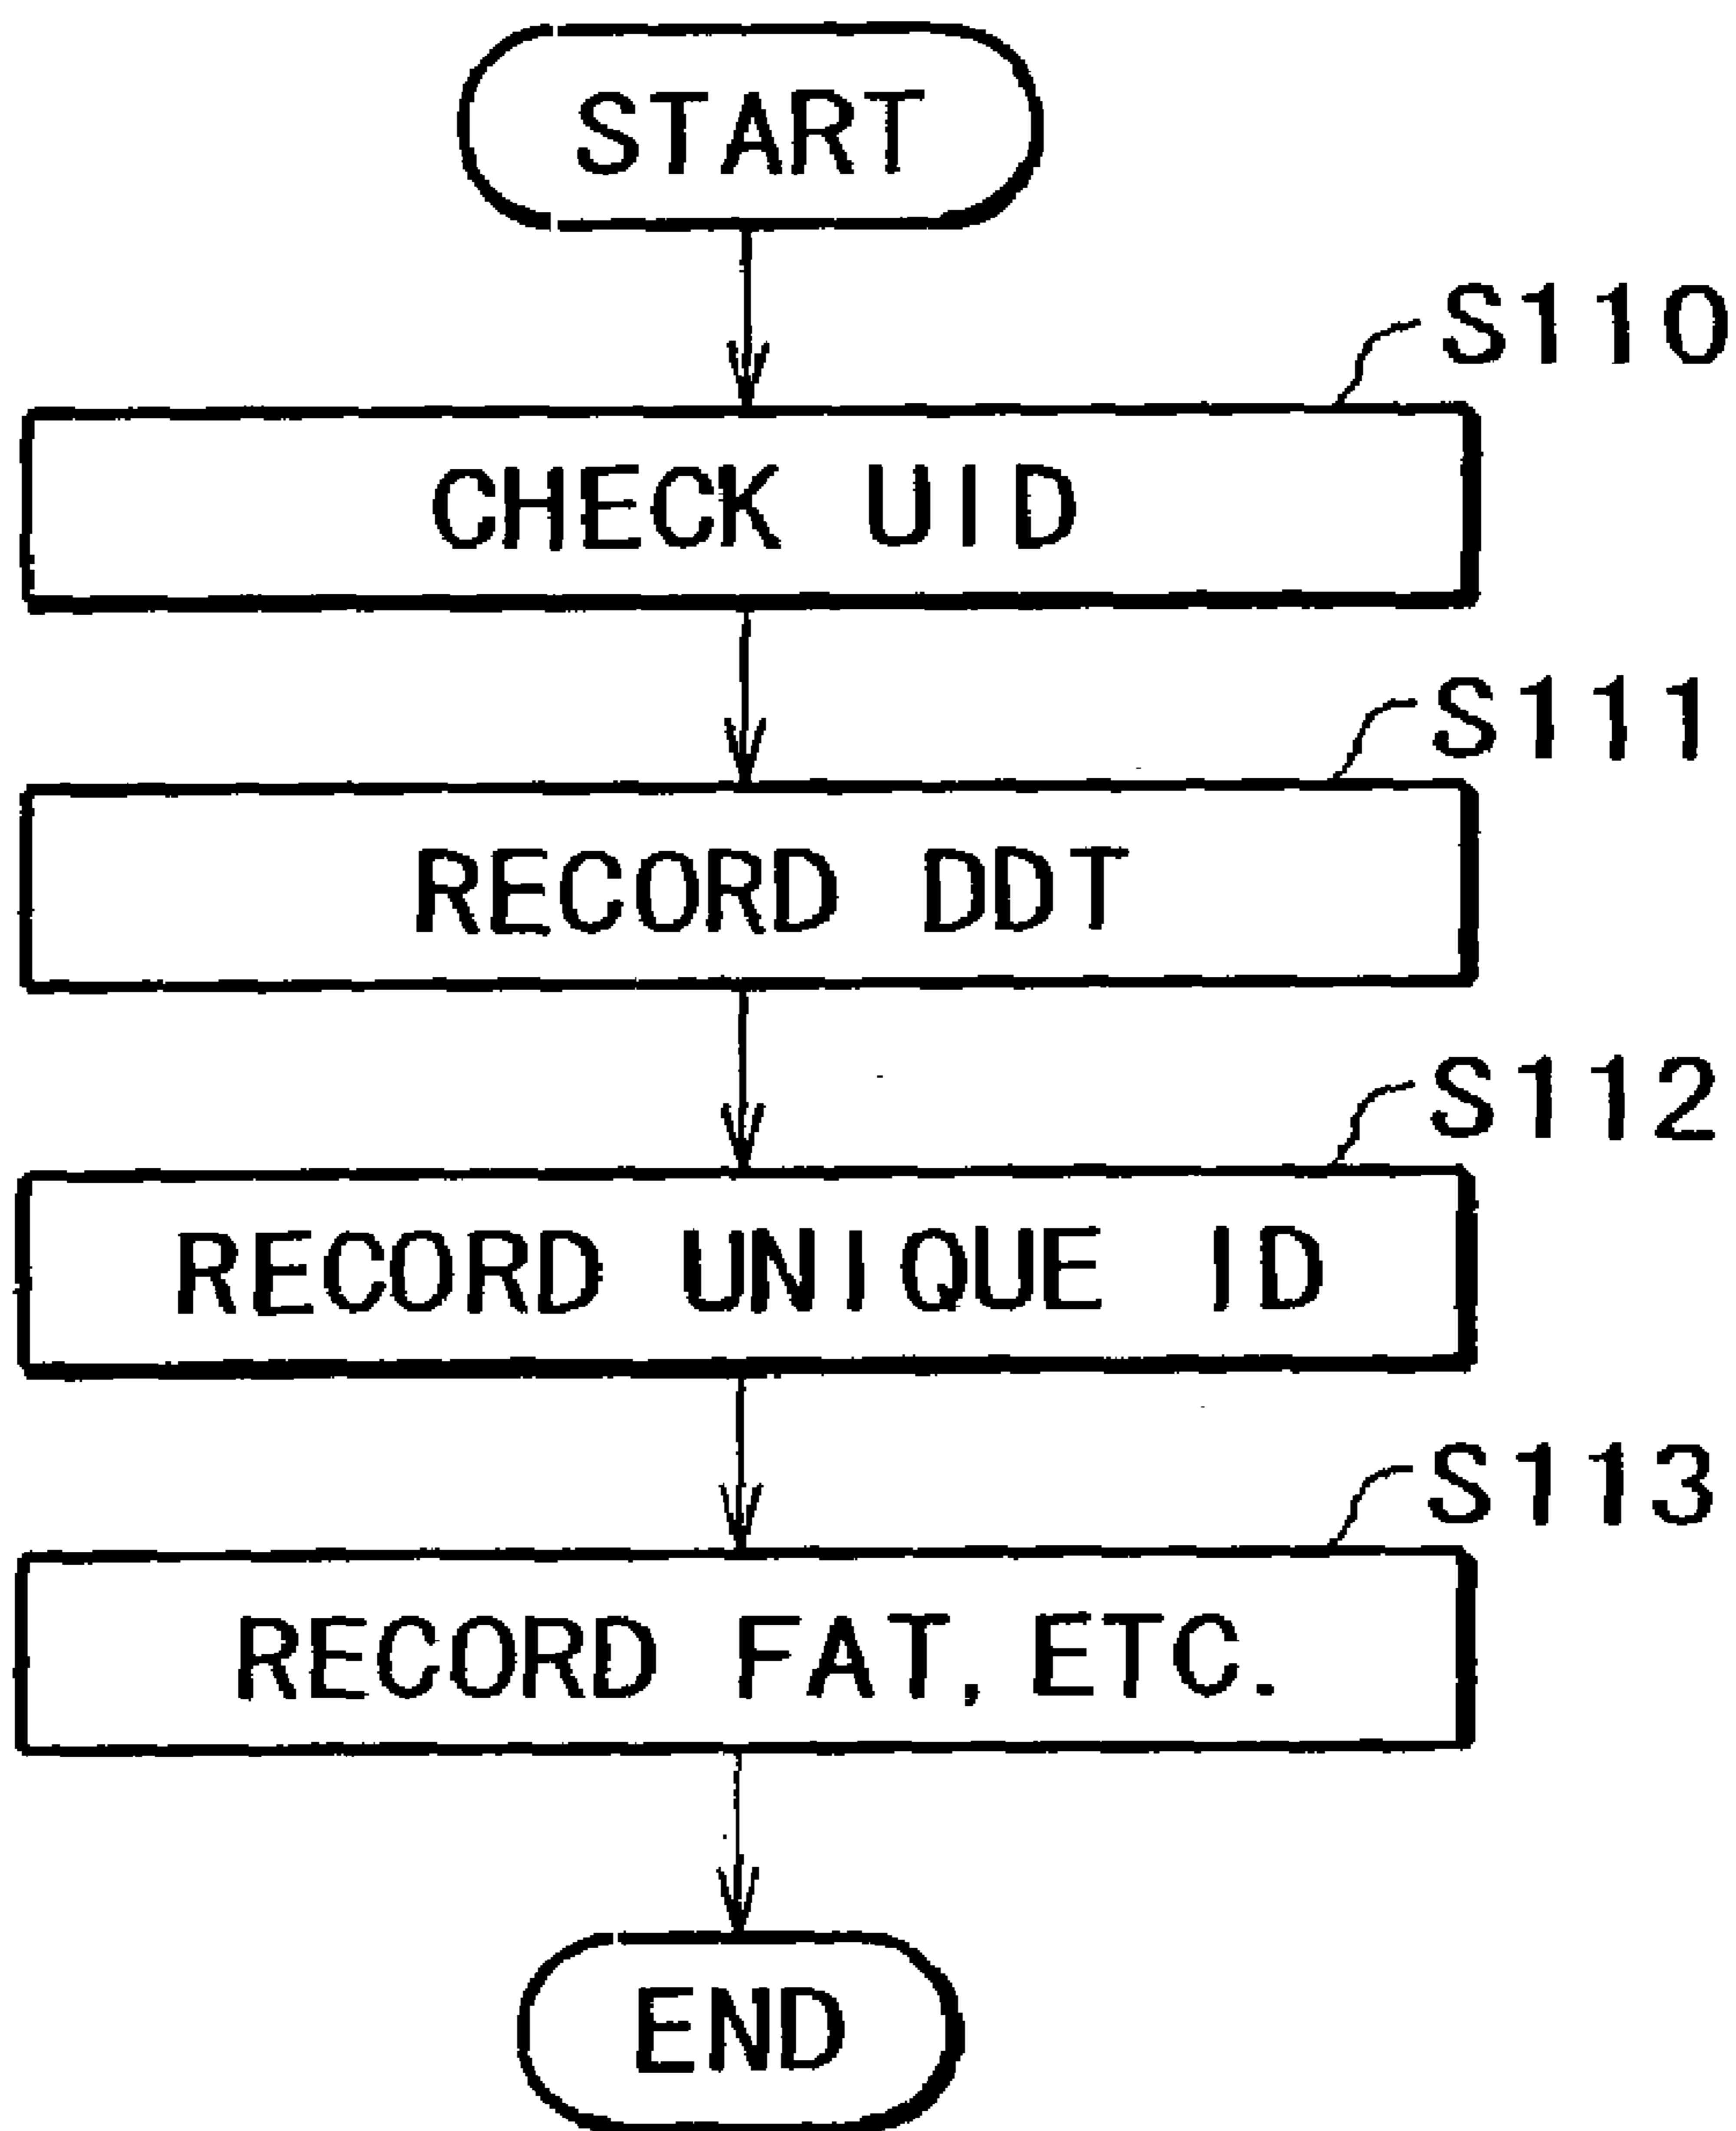 START
S110
CHECK UID
S111
RECORD DDT
S112
RECORD UNIQUE ID
S113
RECORD FAT, ETC.
END